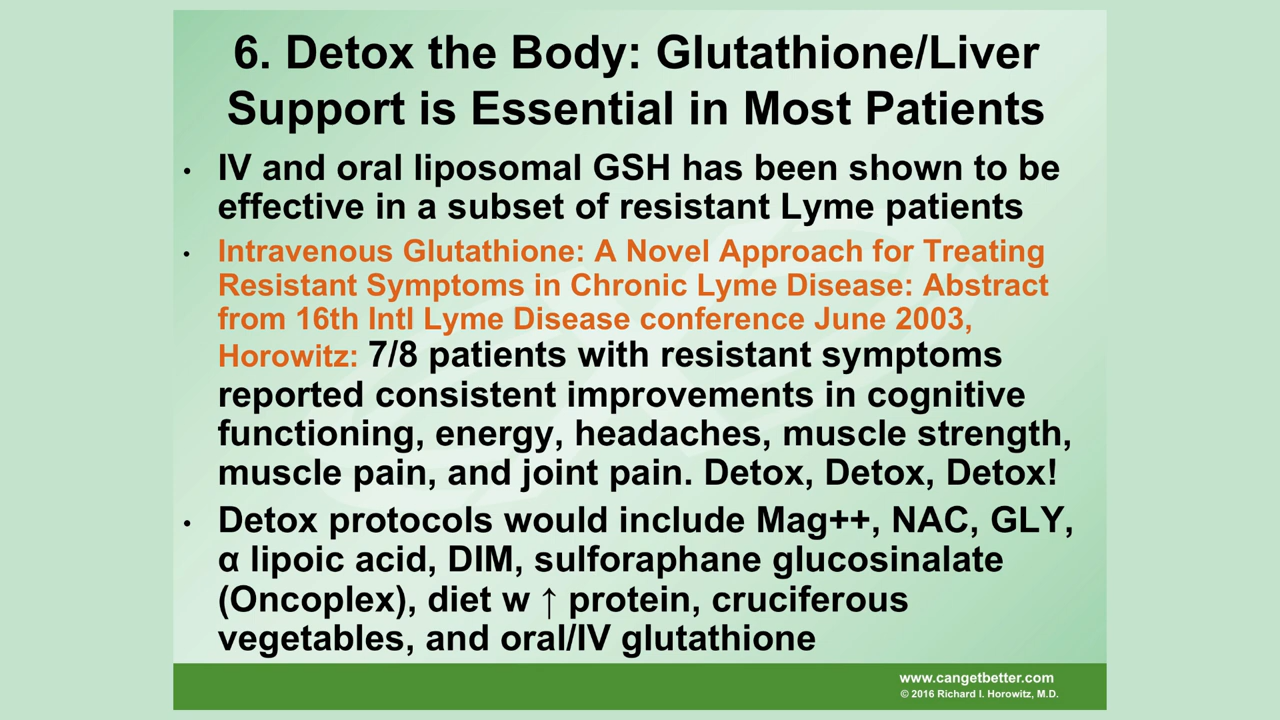 6. Detox the Body: Glutathione/Liver
Support is Essential in Most Patients
• IV and oral liposomal GSH has been shown to be
effective in a subset of resistant Lyme patients
• Intravenous Glutathione: A Novel Approach for Treating
Resistant Symptoms in Chronic Lyme Disease: Abstract
from 16th Intl Lyme Disease conference June 2003,
Horowitz: 7/8 patients with resistant symptoms
reported consistent improvements in cognitive
functioning, energy, headaches, muscle strength,
muscle pain, and joint pain. Detox, Detox, Detox!
• Detox protocols would include Mag++, NAC, GLY,
α lipoic acid, DIM, sulforaphane glucosinalate
(Oncoplex), diet w ↑ protein, cruciferous
vegetables, and oral/IV glutathione
www.cangetbetter.com
© 2016 Richard I. Horowitz, M.D.